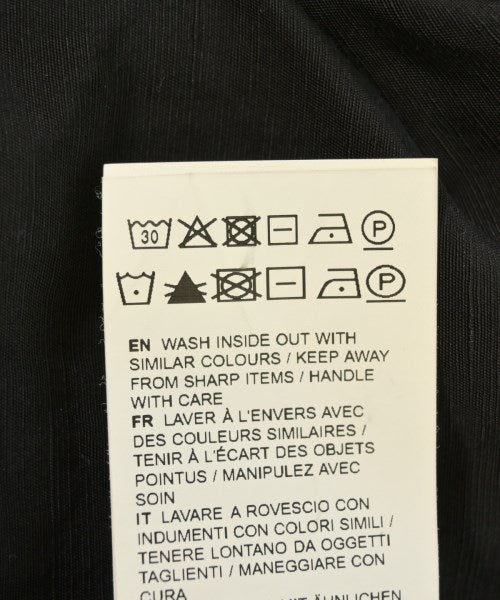 30 P
P
EN WASH INSIDE OUT WITH
SIMILAR COLOURS / KEEP AWAY
FROM SHARP ITEMS / HANDLE
WITH CARE
FR LAVER À L'ENVERS AVEC
DES COULEURS SIMILAIRES /
TENIR À L'ÉCART DES OBJETS
POINTUS / MANIPULEZ AVEC
SOIN
IT LAVARE A ROVESCIO CON
INDUMENTI CON COLORI SIMILI /
TENERE LONTANO DA OGGETTI
TAGLIENTI / MANEGGIARE CON
CURA
MIT ÄHNLICHEN